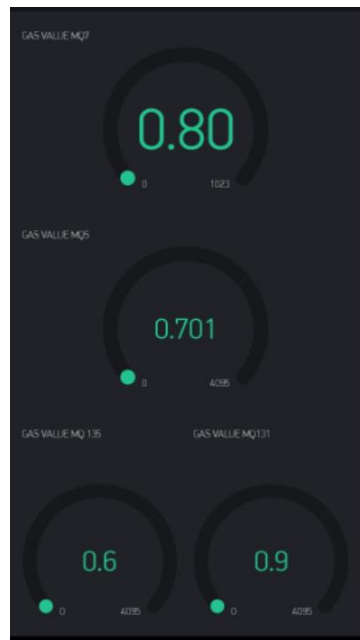 GAS VALUE MQ7
0.80
0 1023
GAS VALUE MQ5
0.701
0 4095
GAS VALUE MQ 135 GAS VALUE MQ131
0.6 0.9
0 4095 0 4095